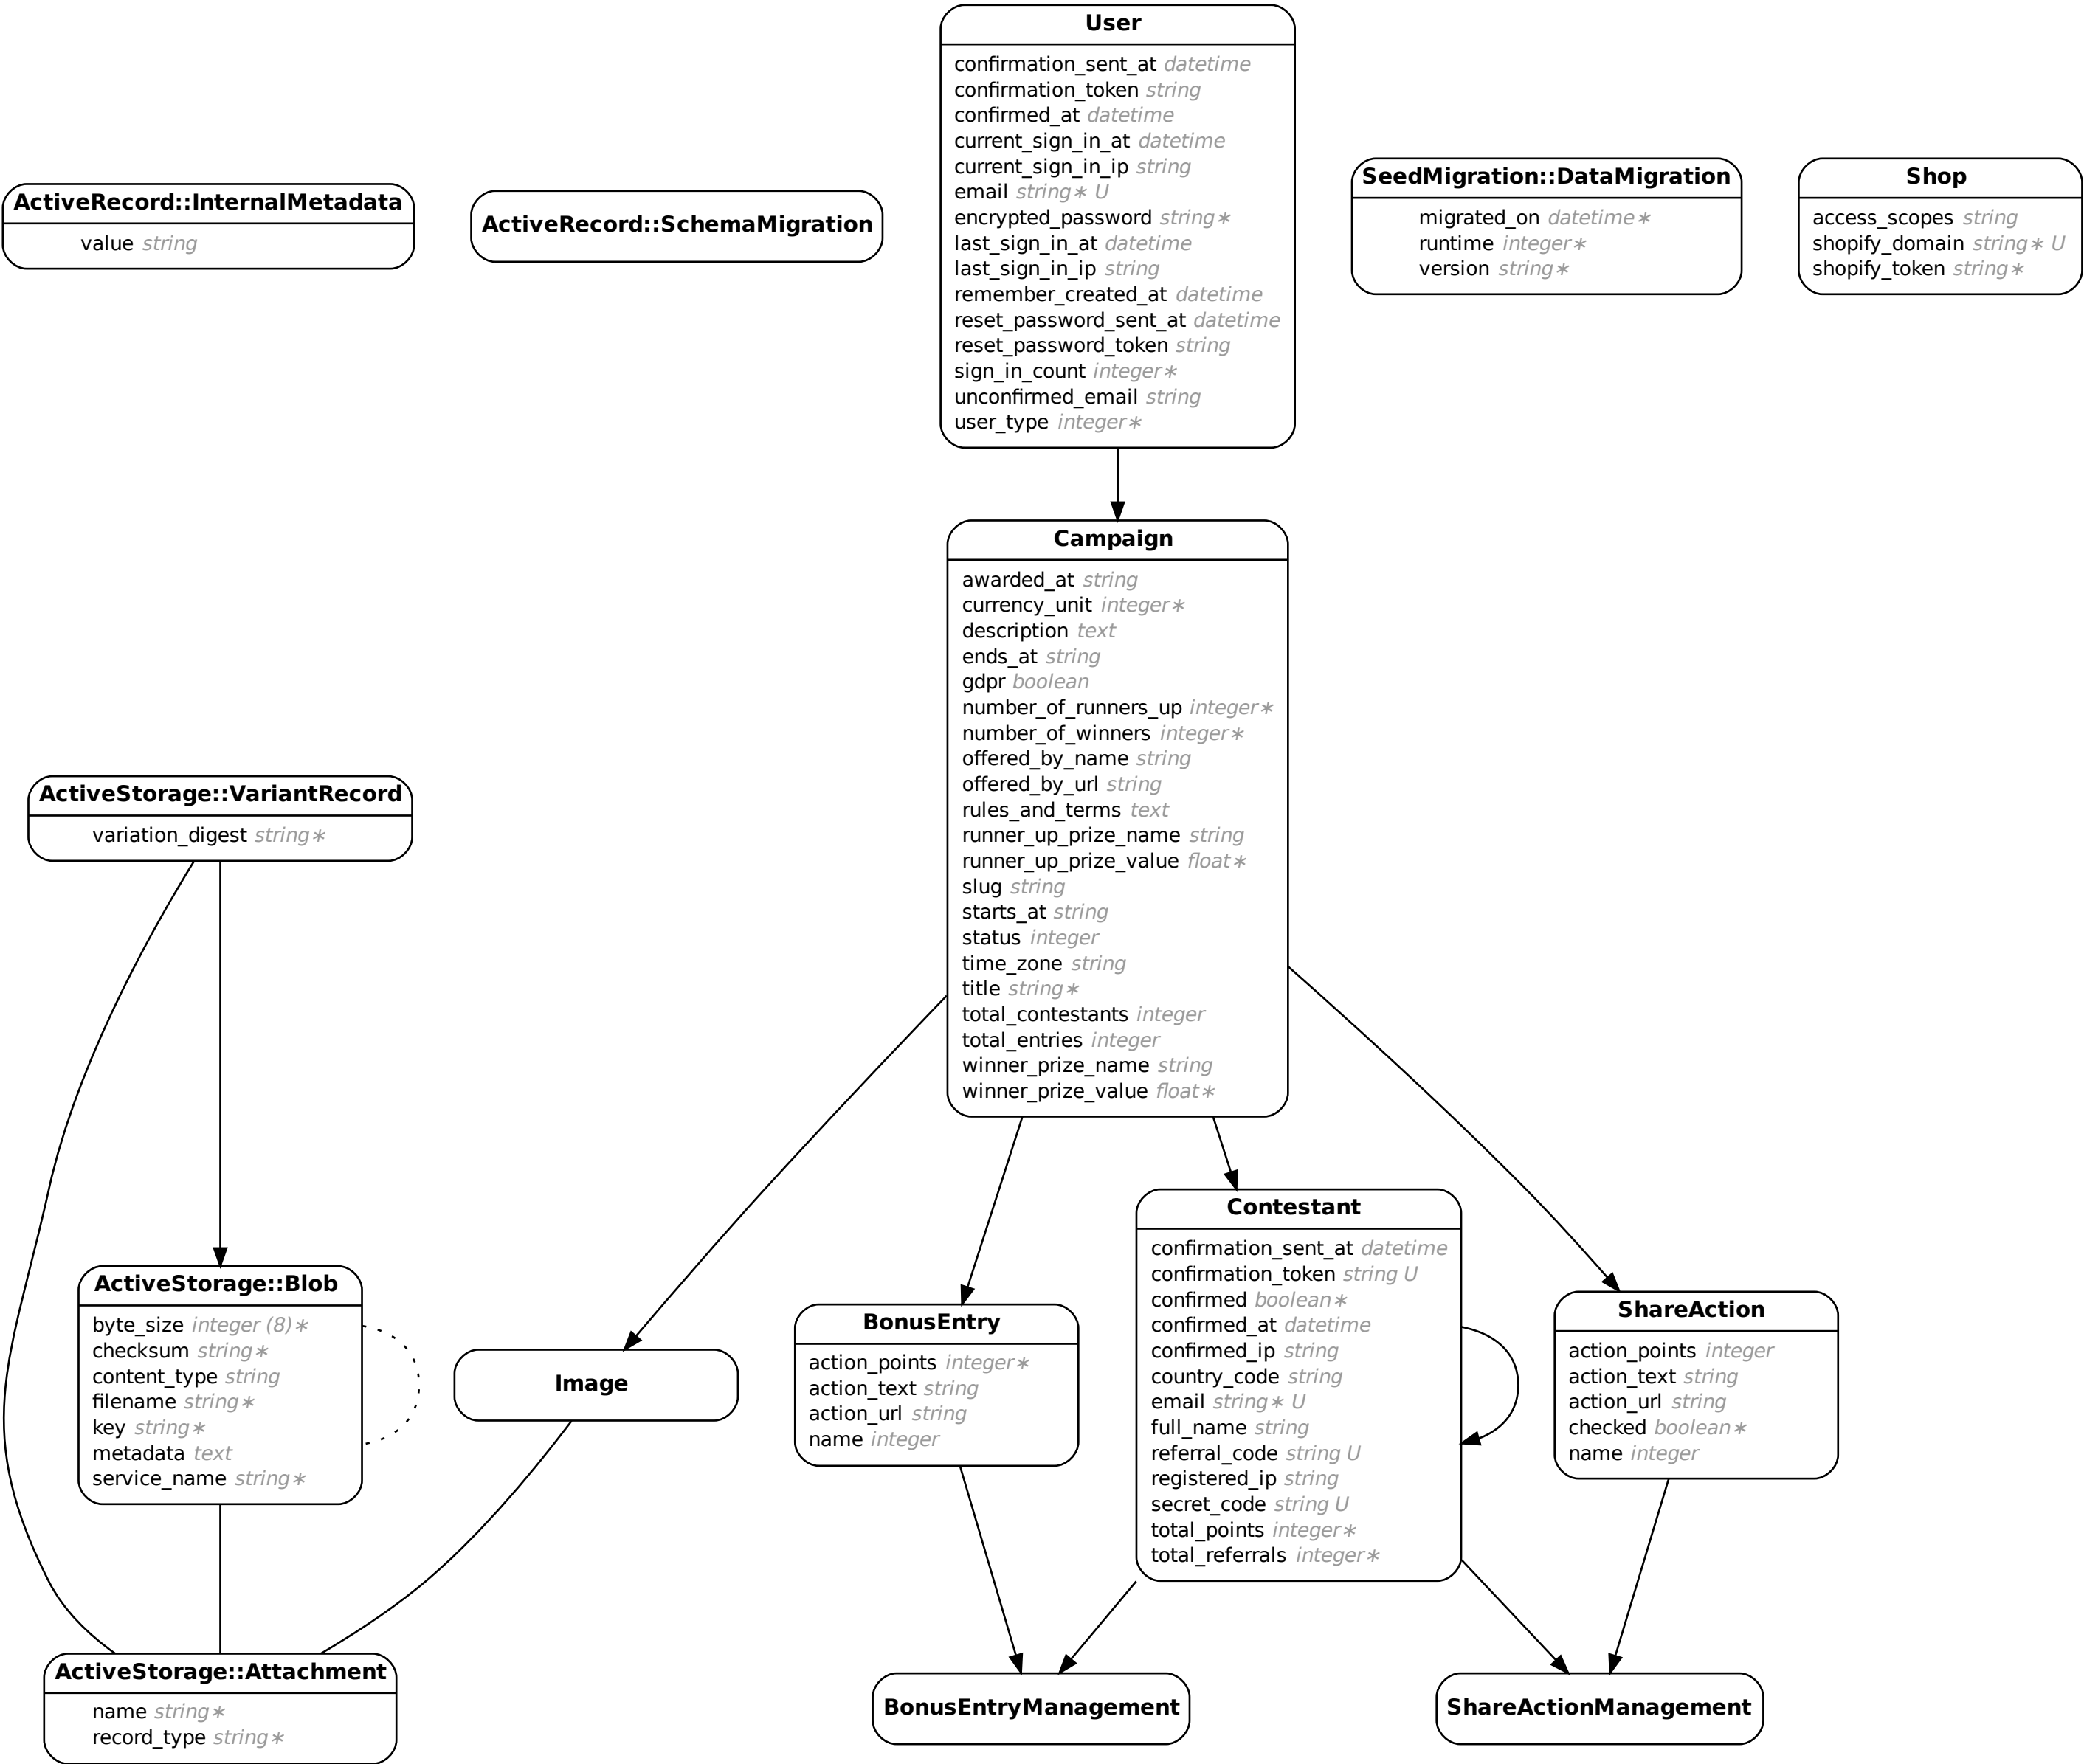 User
confirmation_sent_at datetime
confirmation_token string
confirmed_at datetime
current_sign_in_at datetime
current_sign_in_ip string
email string∗ U
encrypted_password string∗
last_sign_in_at datetime
last_sign_in_ip string
remember_created_at datetime
reset_password_sent_at datetime
reset_password_token string
sign_in_count integer∗
unconfirmed_email string
user_type integer∗
ActiveRecord::InternalMetadata
value string
ActiveRecord::SchemaMigration
SeedMigration::DataMigration
migrated_on datetime∗
runtime integer∗
version string∗
Shop
access_scopes string
shopify_domain string∗ U
shopify_token string∗
Campaign
awarded_at string
currency_unit integer∗
description text
ends_at string
gdpr boolean
number_of_runners_up integer∗
number_of_winners integer∗
offered_by_name string
offered_by_url string
rules_and_terms text
runner_up_prize_name string
runner_up_prize_value float∗
slug string
starts_at string
status integer
time_zone string
title string∗
total_contestants integer
total_entries integer
winner_prize_name string
winner_prize_value float∗
ActiveStorage::VariantRecord
variation_digest string∗
ActiveStorage::Blob
byte_size integer (8)∗
checksum string∗
content_type string
filename string∗
key string∗
metadata text
service_name string∗
Image
BonusEntry
action_points integer∗
action_text string
action_url string
name integer
Contestant
confirmation_sent_at datetime
confirmation_token string U
confirmed boolean∗
confirmed_at datetime
confirmed_ip string
country_code string
email string∗ U
full_name string
referral_code string U
registered_ip string
secret_code string U
total_points integer∗
total_referrals integer∗
ShareAction
action_points integer
action_text string
action_url string
checked boolean∗
name integer
ActiveStorage::Attachment
name string∗
record_type string∗
BonusEntryManagement
ShareActionManagement